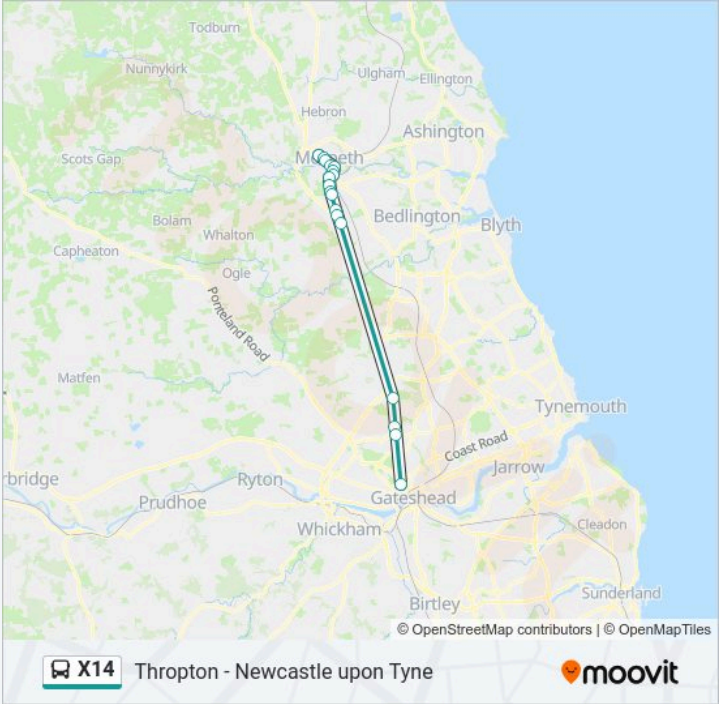 Todburn
Nunnykirk
Ulgham
Ellington
Hebron
Ashington
Scots Gap
Bedlington
Bolam
Blyth
Whalton
Capheaton
Ogle
Ponteland Road
Matfen
Tynemouth
Coast Road
Jarrow
rbridge
Ryton
Gateshead
Prudhoe
Whickham
Cleadon
Sunderland
Birtley
© OpenStreetMap contributors | © OpenMapTiles
X14 Thropton - Newcastle upon Tyne
moovit